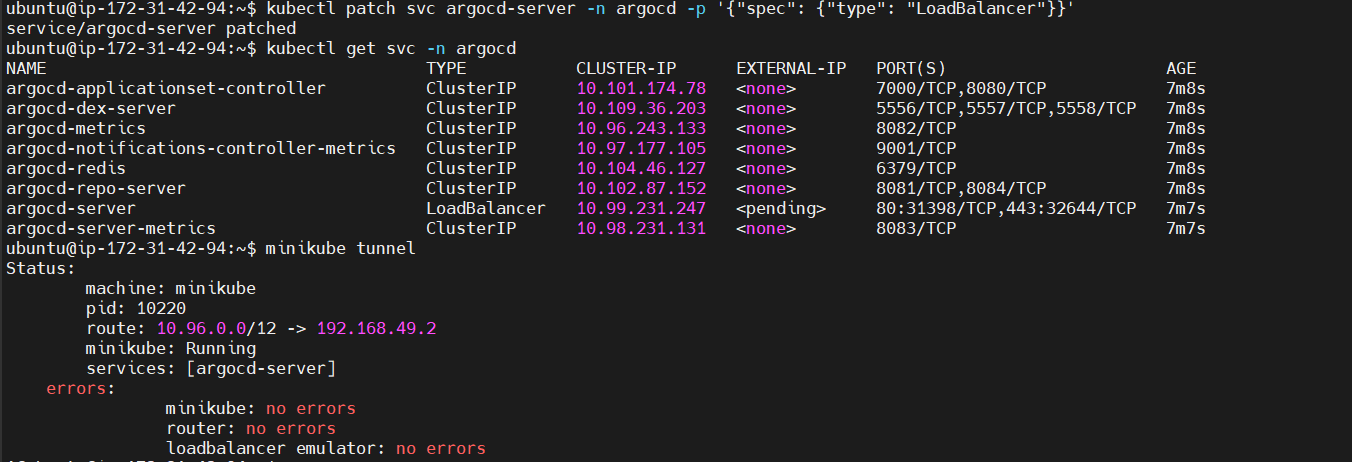 ubuntu@ip-172-31-42-94:~$ kubectl patch svc argocd-server -n argocd -p '{"spec": {"type": "LoadBalancer"}}'
service/argocd-server patched
ubuntu@ip-172-31-42-94:~$ kubectl get svc -n argocd
NAME TYPE CLUSTER-IP EXTERNAL-IP PORT(S) AGE
argocd-applicationset-controller ClusterIP 10.101.174.78 <none> 7000/TCP,8080/TCP 7m8s
argocd-dex-server ClusterIP 10.109.36.203 <none> 5556/TCP,5557/TCP,5558/TCP 7m8s
argocd-metrics ClusterIP 10.96.243.133 <none> 8082/TCP 7m8s
argocd-notifications-controller-metrics ClusterIP 10.97.177.105 <none> 9001/TCP 7m8s
argocd-redis ClusterIP 10.104.46.127 <none> 6379/TCP 7m8s
argocd-repo-server ClusterIP 10.102.87.152 <none> 8081/TCP,8084/TCP 7m8s
argocd-server LoadBalancer 10.99.231.247 <pending> 80:31398/TCP,443:32644/TCP 7m7s
argocd-server-metrics ClusterIP 10.98.231.131 <none> 8083/TCP 7m7s
ubuntu@ip-172-31-42-94:~$ minikube tunnel
Status:
machine: minikube
pid: 10220
route: 10.96.0.0/12 -> 192.168.49.2
minikube: Running
services: [argocd-server]
errors:
minikube: no errors
router: no errors
loadbalancer emulator: no errors